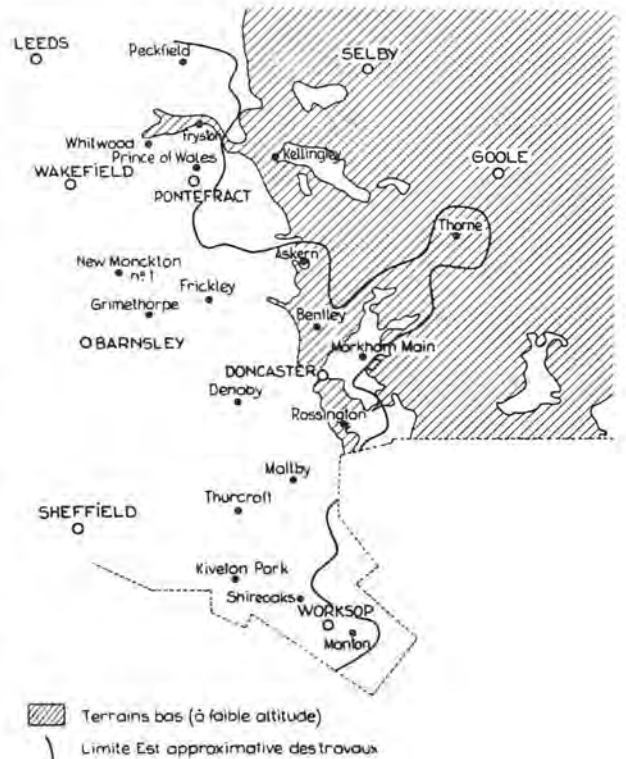 LEEDS
Peckfield
SELBY
Fryston
Whitwood
Prince of Wales
Kellingley
GOOLE
WAKEFIELD
PONTEFRACT
Thorne
Askern
New Monckton
nº 1
Frickley
Grimethorpe
Bentley
BARNSLEY
Markham Main
DONCASTER
Denaby
Rossington
Maltby
Thurcroft
SHEFFIELD
Kiveton Park
Shireoaks
WORKSOP
Manton
Terrains bas (à faible altitude)
Limite Est approximative des travaux